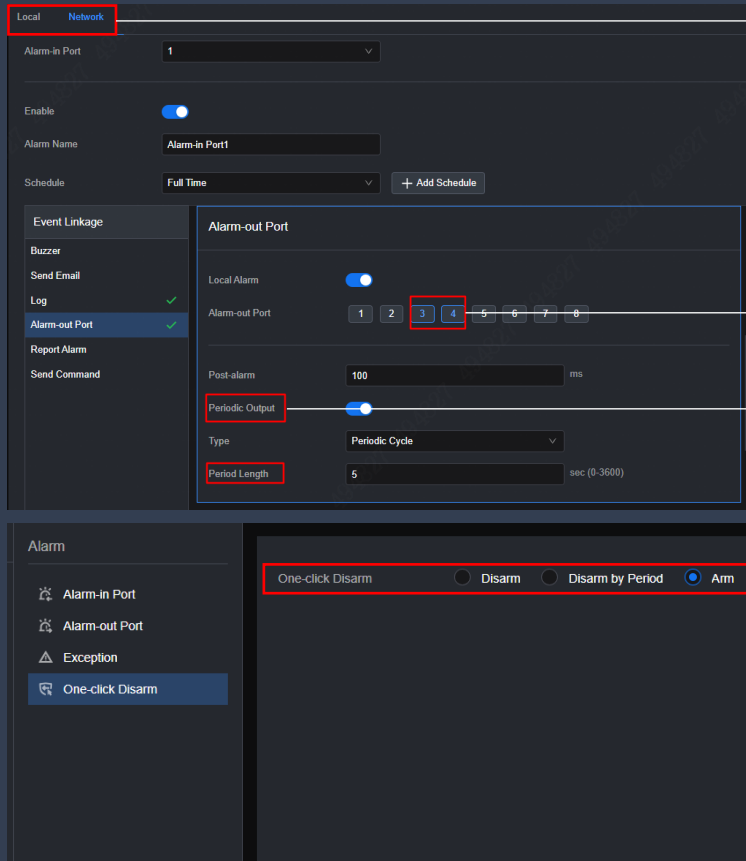 Local Network
Alarm-in Port 1
Enable
Alarm Name Alarm-in Port1
Schedule Full Time + Add Schedule
Event Linkage
Buzzer
Send Email
Log
Alarm-out Port
Report Alarm
Send Command
Alarm-out Port
Local Alarm
Alarm-out Port 1 2 3 4 5 6 7 8
Post-alarm 100 ms
Periodic Output
Type Periodic Cycle
Period Length 5 sec (0-3600)
Alarm
Alarm-in Port
Alarm-out Port
Exception
One-click Disarm
One-click Disarm Disarm Disarm by Period Arm